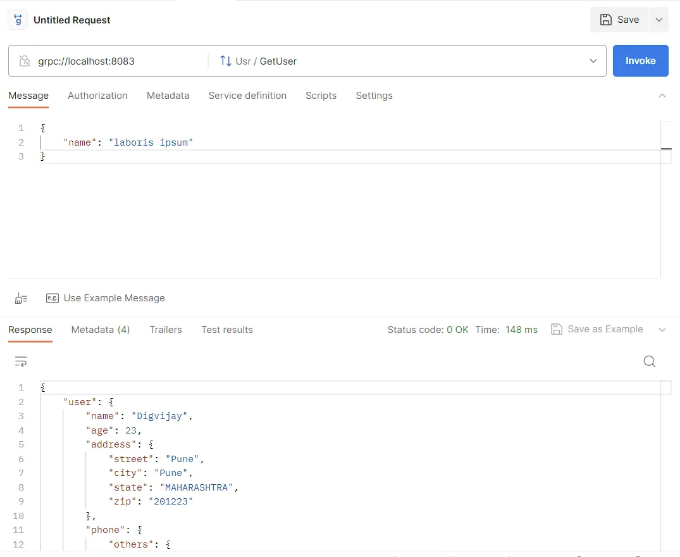 Untitled Request
Save
grpc://localhost:8083
Usr / GetUser
Invoke
Message Authorization Metadata Service definition Scripts Settings
1 {
2 "name": "laboris ipsum"
3 }
e.g Use Example Message
Response Metadata (4) Trailers Test results Status code: 0 OK Time: 148 ms Save as Example
1 {
2 "user": {
3 "name": "Digvijay",
4 "age": 23,
5 "address": {
6 "street": "Pune",
7 "city": "Pune",
8 "state": "MAHARASHTRA",
9 "zip": "201223"
10 },
11 "phone": {
12 "others": {